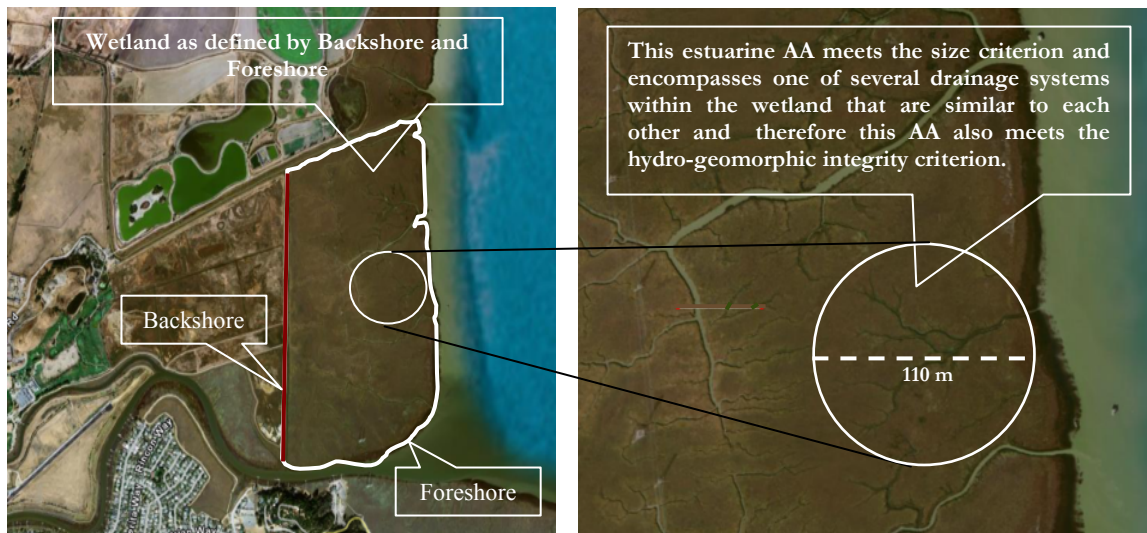 Wetland as defined by Backshore and
Foreshore
Backshore
Foreshore
This estuarine AA meets the size criterion and
encompasses one of several drainage systems
within the wetland that are similar to each
other and therefore this AA also meets the
hydro-geomorphic integrity criterion.
110 m